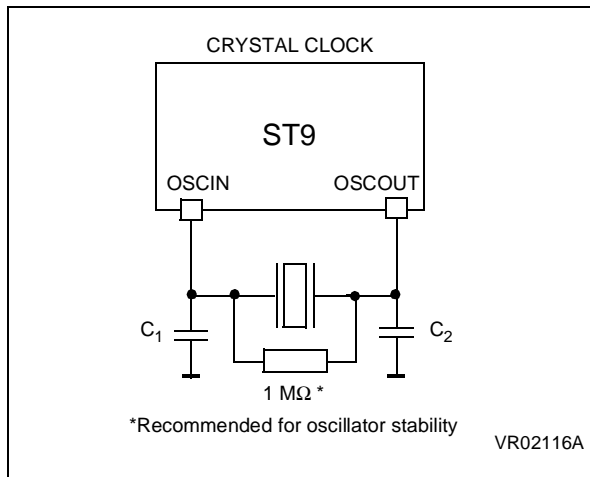 CRYSTAL CLOCK
ST9
OSCIN OSCOUT
C1 C2
1 MΩ *
*Recommended for oscillator stability
VR02116A